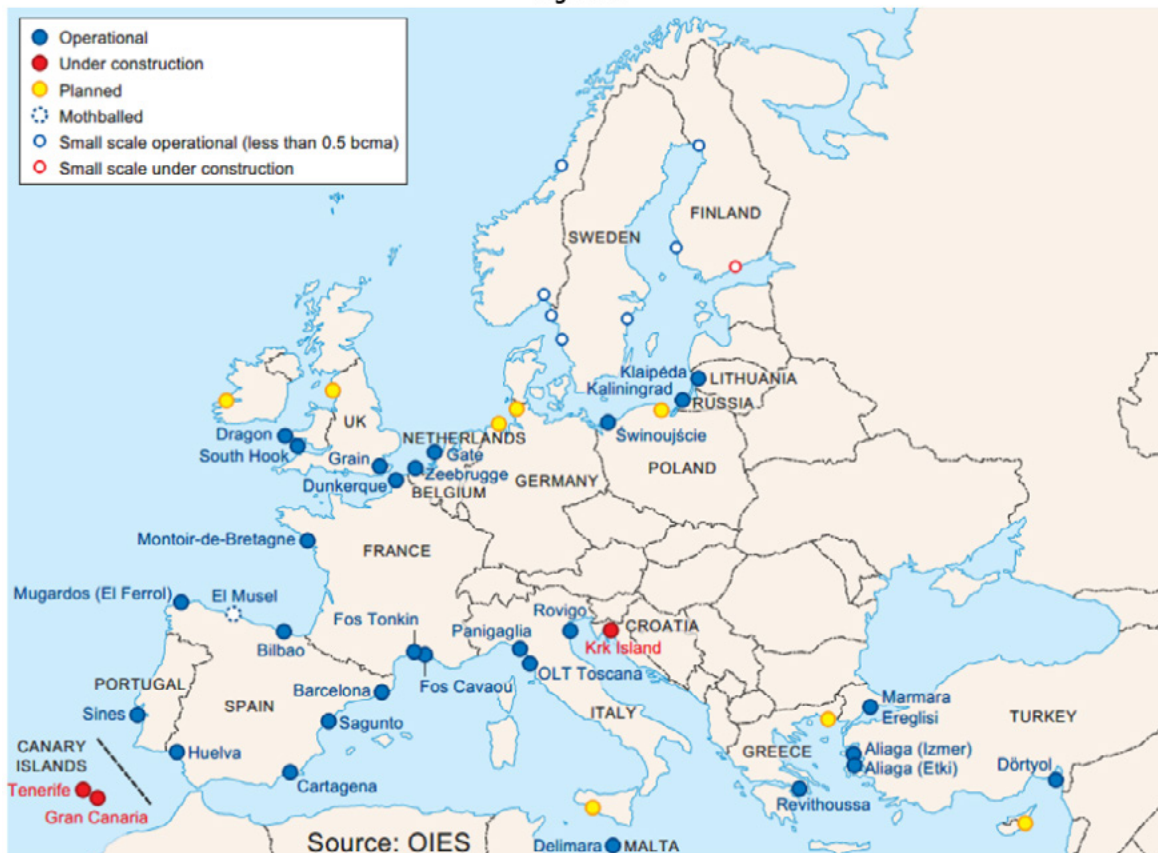 Operational
Under construction
Planned
Mothballed
Small scale operational (less than 0.5 bcma)
Small scale under construction
FINLAND
SWEDEN
Klaipéda
LITHUANIA
Kaliningrad
RUSSIA
UK
Dragon
NETHERLANDS
Świnoujście
South Hook
Gate
Grain
Zeebrugge
POLAND
Dunkerque
BELGIUM
GERMANY
Montoir-de-Bretagne
FRANCE
Mugardos (El Ferrol)
El Musel
Fos Tonkin
Rovigo
Bilbao
Panigaglia
CROATIA
Krk Island
PORTUGAL
Barcelona
Fos Cavaou
OLT Toscana
SPAIN
Marmara
Ereglisi
Sines
Sagunto
ITALY
TURKEY
CANARY
ISLANDS
Huelva
GREECE
Aliaga (Izmer)
Aliaga (Etki)
Dörtyol
Tenerife
Cartagena
Gran Canaria
Revithoussa
Source: OIES
Delimara
MALTA